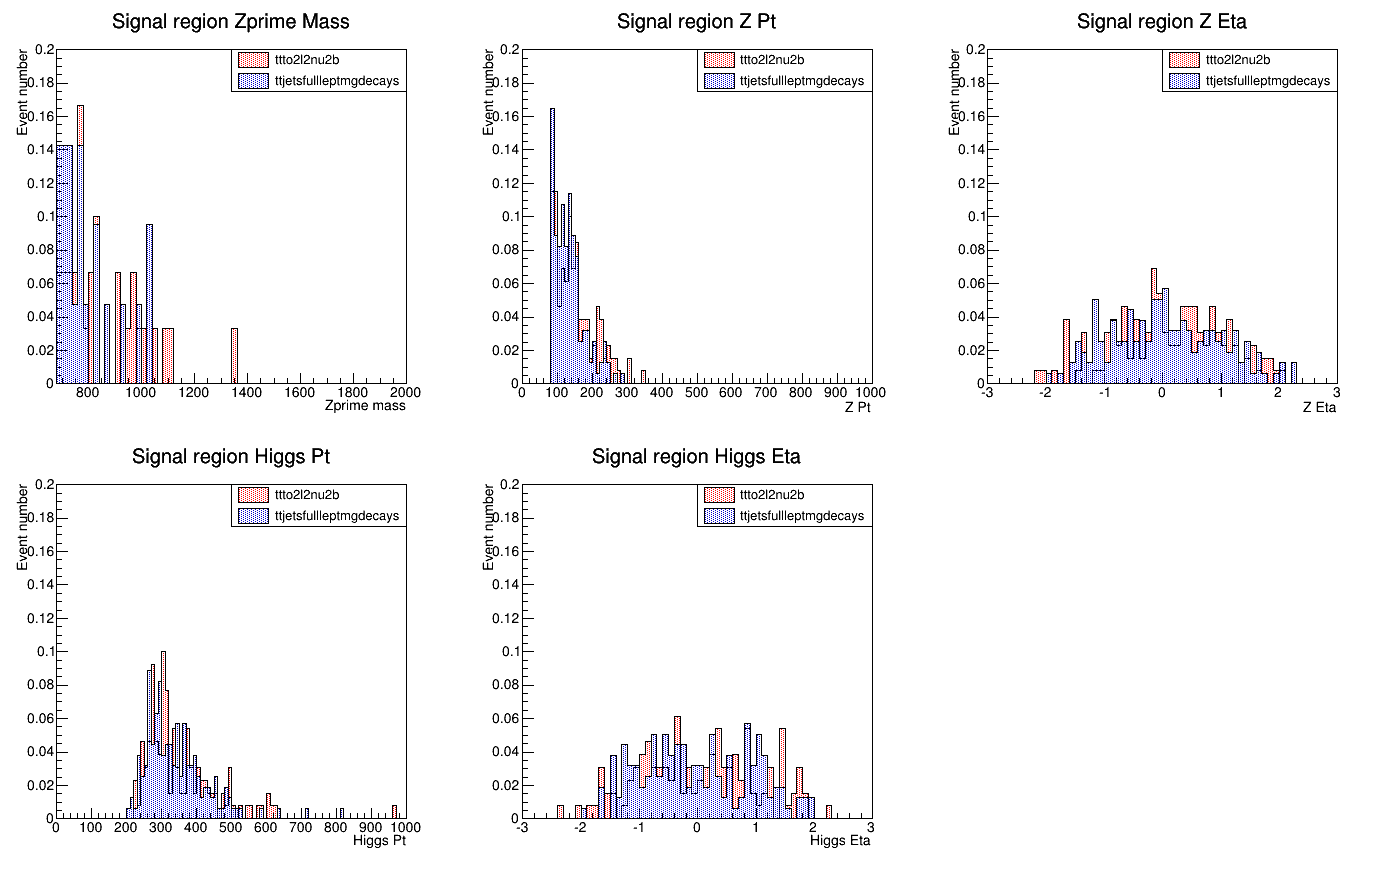 Signal region Zprime Mass
Event number
ttto2l2nu2b
ttjetsfullleptmgdecays
0.2
0.18
0.16
0.14
0.12
0.1
0.08
0.06
0.04
0.02
0
800 1000 1200 1400 1600 1800 2000
Zprime mass
Signal region Z Pt
Event number
ttto2l2nu2b
ttjetsfullleptmgdecays
0.2
0.18
0.16
0.14
0.12
0.1
0.08
0.06
0.04
0.02
0
0 100 200 300 400 500 600 700 800 900 1000
Z Pt
Signal region Z Eta
Event number
ttto2l2nu2b
ttjetsfullleptmgdecays
0.2
0.18
0.16
0.14
0.12
0.1
0.08
0.06
0.04
0.02
0
-3 -2 -1 0 1 2 3
Z Eta
Signal region Higgs Pt
Event number
ttto2l2nu2b
ttjetsfullleptmgdecays
0.2
0.18
0.16
0.14
0.12
0.1
0.08
0.06
0.04
0.02
0
0 100 200 300 400 500 600 700 800 900 1000
Higgs Pt
Signal region Higgs Eta
Event number
ttto2l2nu2b
ttjetsfullleptmgdecays
0.2
0.18
0.16
0.14
0.12
0.1
0.08
0.06
0.04
0.02
0
-3 -2 -1 0 1 2 3
Higgs Eta